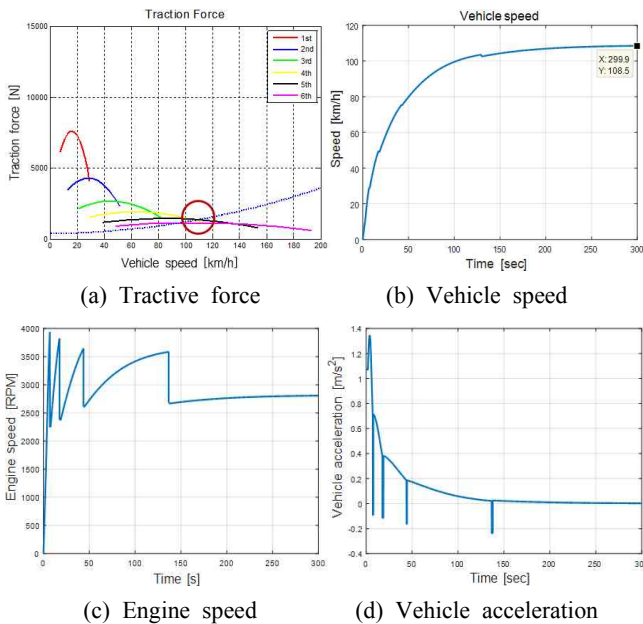 Traction Force
15000
10000
5000
0
Traction force [N]
0 20 40 60 80 100 120 140 160 180 200
Vehicle speed [km/h]
1st
2nd
3rd
4th
5th
6th
(a) Tractive force
Vehicle speed
120
100
80
60
40
20
0
Speed [km/h]
0 50 100 150 200 250 300
Time [sec]
X: 299.9
Y: 108.5
(b) Vehicle speed
4000
3500
3000
2500
2000
1500
1000
500
0
Engine speed [RPM]
0 50 100 150 200 250 300
Time [s]
(c) Engine speed
1.4
1.2
1
0.8
0.6
0.4
0.2
0
-0.2
-0.4
Vehicle acceleration [m/s²]
0 50 100 150 200 250 300
Time [sec]
(d) Vehicle acceleration